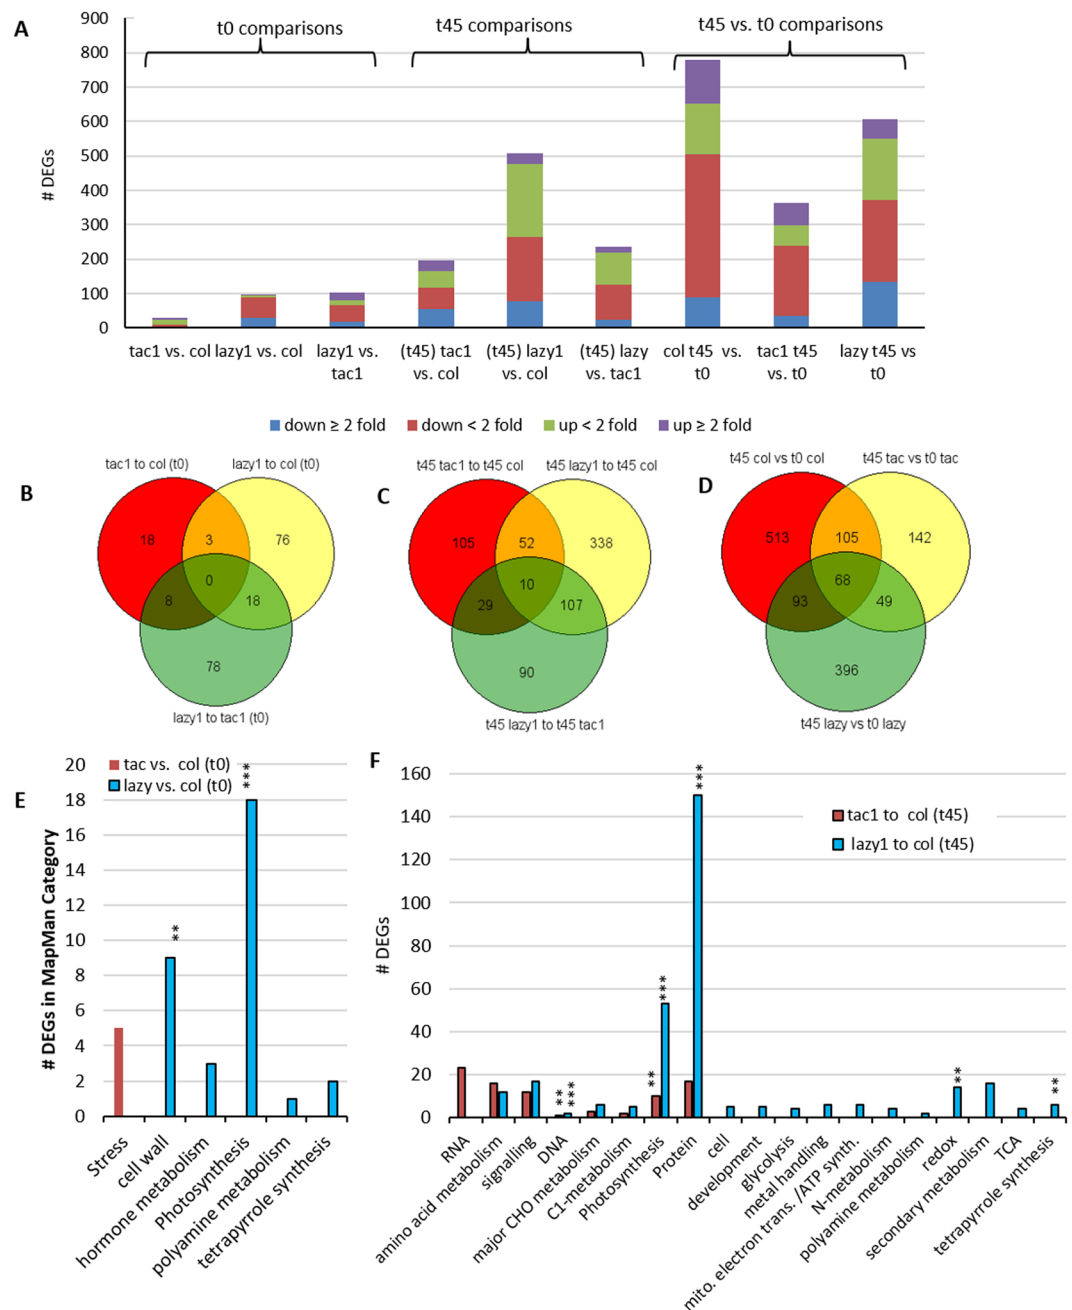 A
t0 comparisons
t45 comparisons
t45 vs. t0 comparisons
900
800
700
600
500
400
300
200
100
0
# DEGs
tac1 vs. col
lazy1 vs. col
lazy1 vs. tac1
(t45) tac1 vs. col
(t45) lazy1 vs. col
(t45) lazy vs. tac1
col t45 vs. t0
tac1 t45 vs. t0
lazy t45 vs t0
down ≥ 2 fold
down < 2 fold
up < 2 fold
up ≥ 2 fold
B
tac1 to col (t0)
lazy1 to col (t0)
18
3
76
0
8
18
78
lazy1 to tac1 (t0)
C
t45 tac1 to t45 col
t45 lazy1 to t45 col
105
52
338
10
29
107
90
t45 lazy1 to t45 tac1
D
t45 col vs t0 col
t45 tac vs t0 tac
513
105
142
68
93
49
396
t45 lazy vs t0 lazy
E
tac vs. col (t0)
lazy vs. col (t0)
20
18
16
14
12
10
8
6
4
2
0
# DEGs in MapMan Category
**
***
Stress
cell wall
hormone metabolism
Photosynthesis
polyamine metabolism
tetrapyrrole synthesis
F
tac1 to col (t45)
lazy1 to col (t45)
160
140
120
100
80
60
40
20
0
# DEGs
**
***
**
***
***
**
**
RNA
amino acid metabolism
signalling
DNA
major CHO metabolism
C1-metabolism
Photosynthesis
Protein
cell
development
glycolysis
metal handling
mito. electron trans. /ATP synth.
N-metabolism
polyamine metabolism
redox
secondary metabolism
TCA
tetrapyrrole synthesis